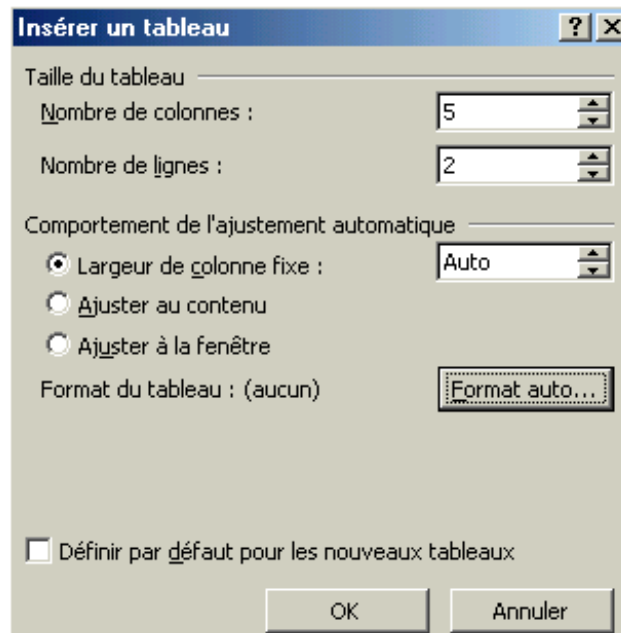 Insérer un tableau
Taille du tableau
Nombre de colonnes : 5
Nombre de lignes : 2
Comportement de l'ajustement automatique
Largeur de colonne fixe : Auto
Ajuster au contenu
Ajuster à la fenêtre
Format du tableau : (aucun) Format auto...
Définir par défaut pour les nouveaux tableaux
OK Annuler